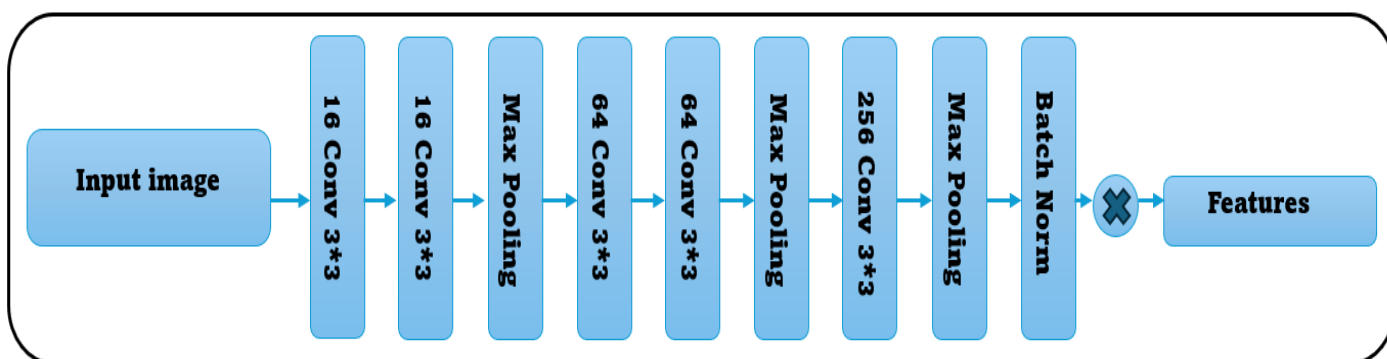 Input image
16 Conv 3*3
16 Conv 3*3
Max Pooling
64 Conv 3*3
64 Conv 3*3
Max Pooling
256 Conv 3*3
Max Pooling
Batch Norm
Features